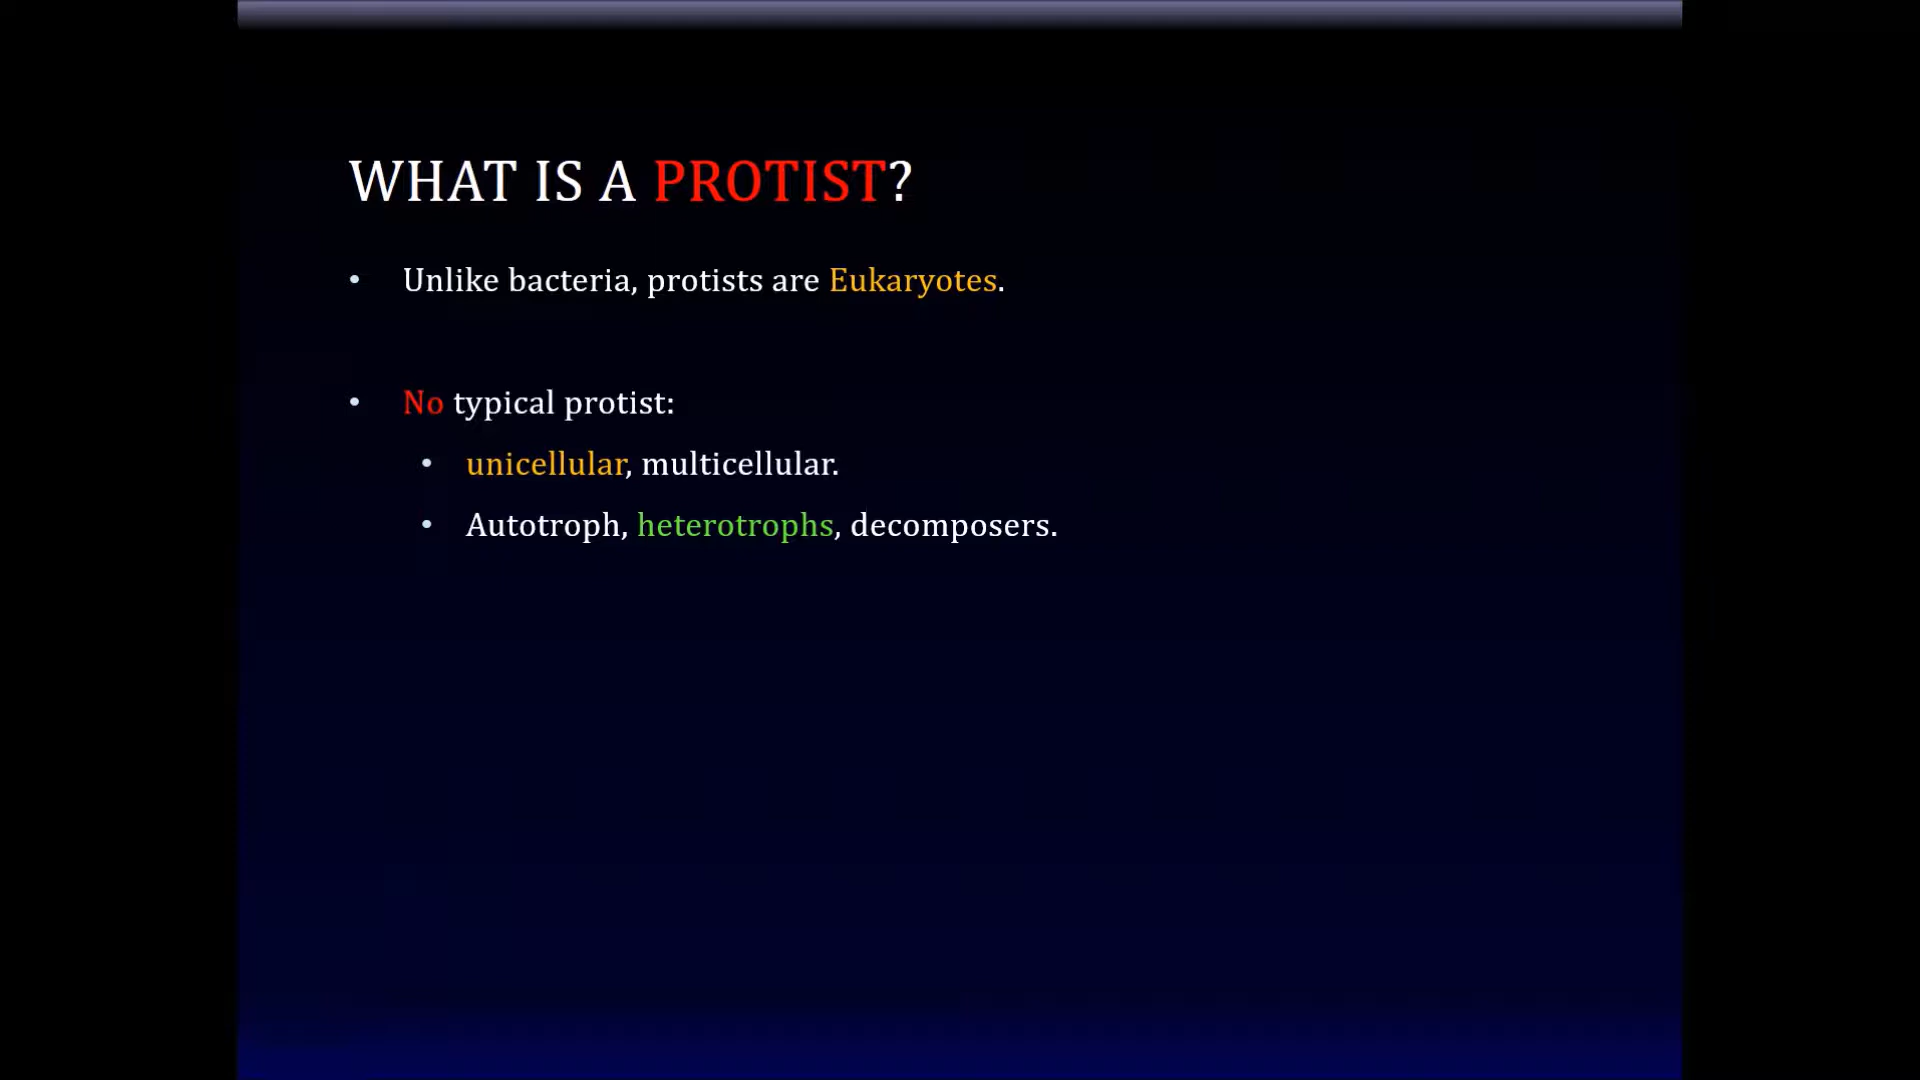 WHAT IS A PROTIST?
• Unlike bacteria, protists are Eukaryotes.
• No typical protist:
• unicellular, multicellular.
• Autotroph, heterotrophs, decomposers.